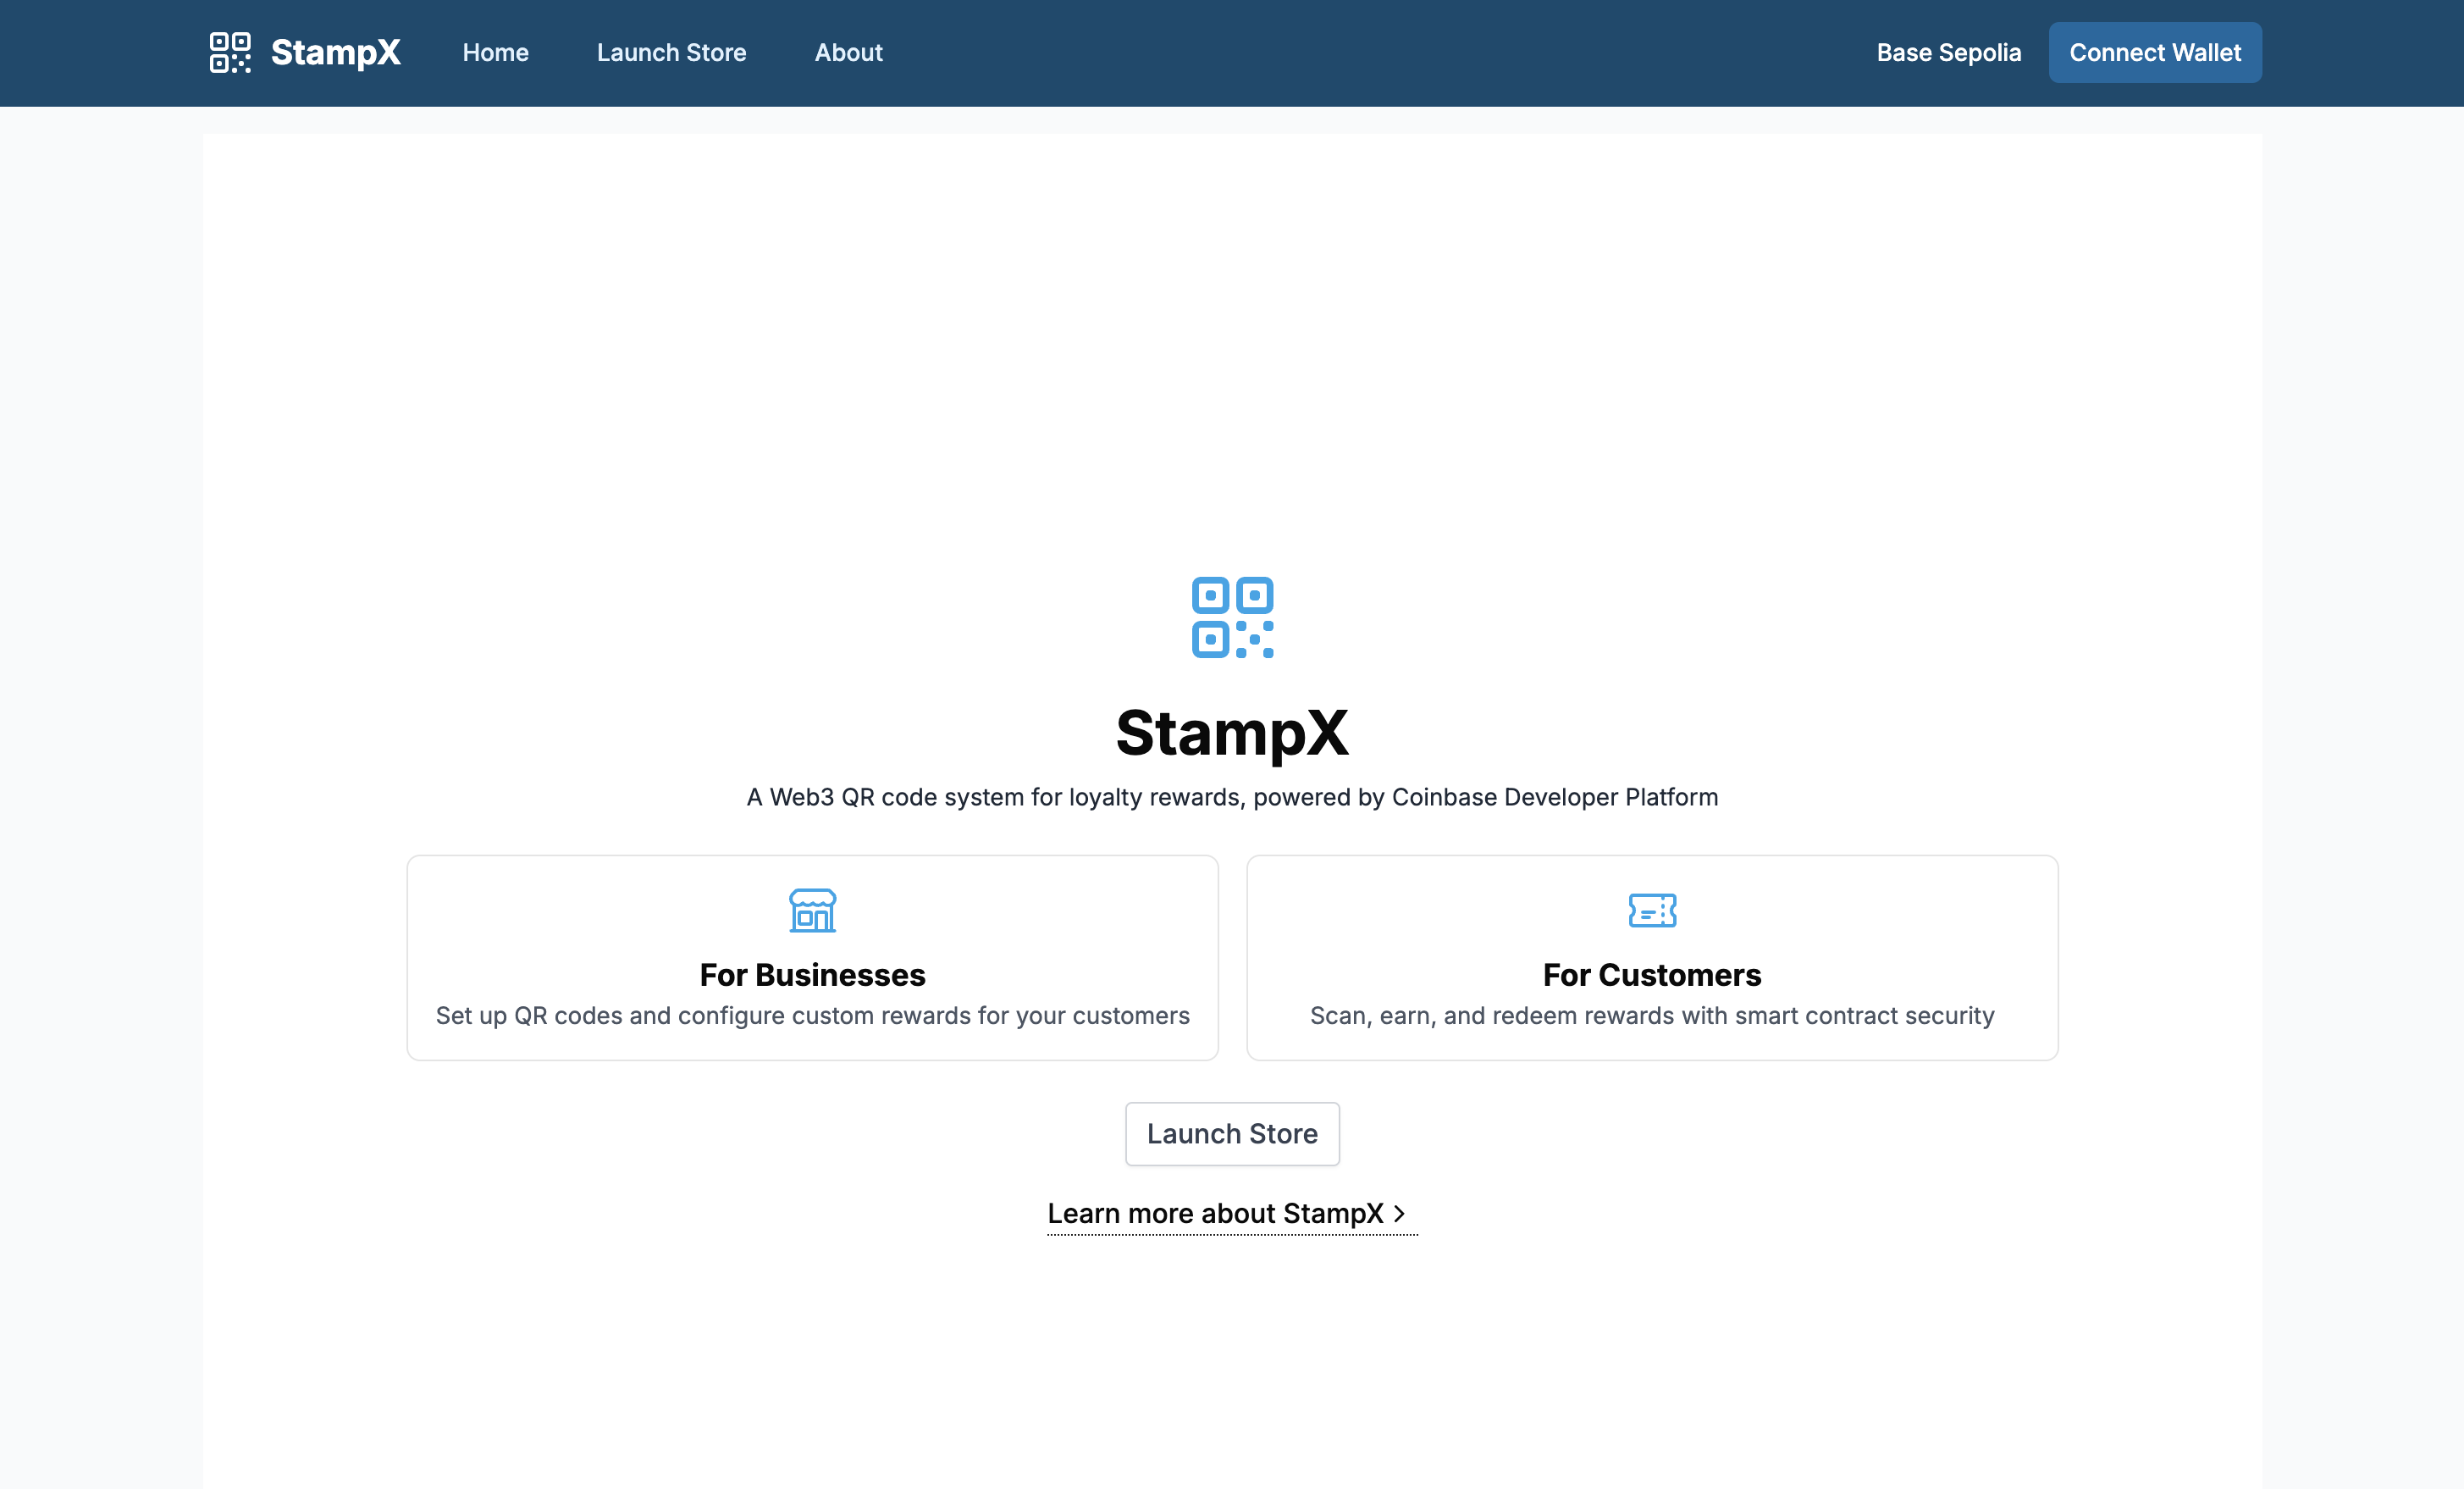 StampX
Home
Launch Store
About
Base Sepolia
Connect Wallet
StampX
A Web3 QR code system for loyalty rewards, powered by Coinbase Developer Platform
For Businesses
Set up QR codes and configure custom rewards for your customers
For Customers
Scan, earn, and redeem rewards with smart contract security
Launch Store
Learn more about StampX